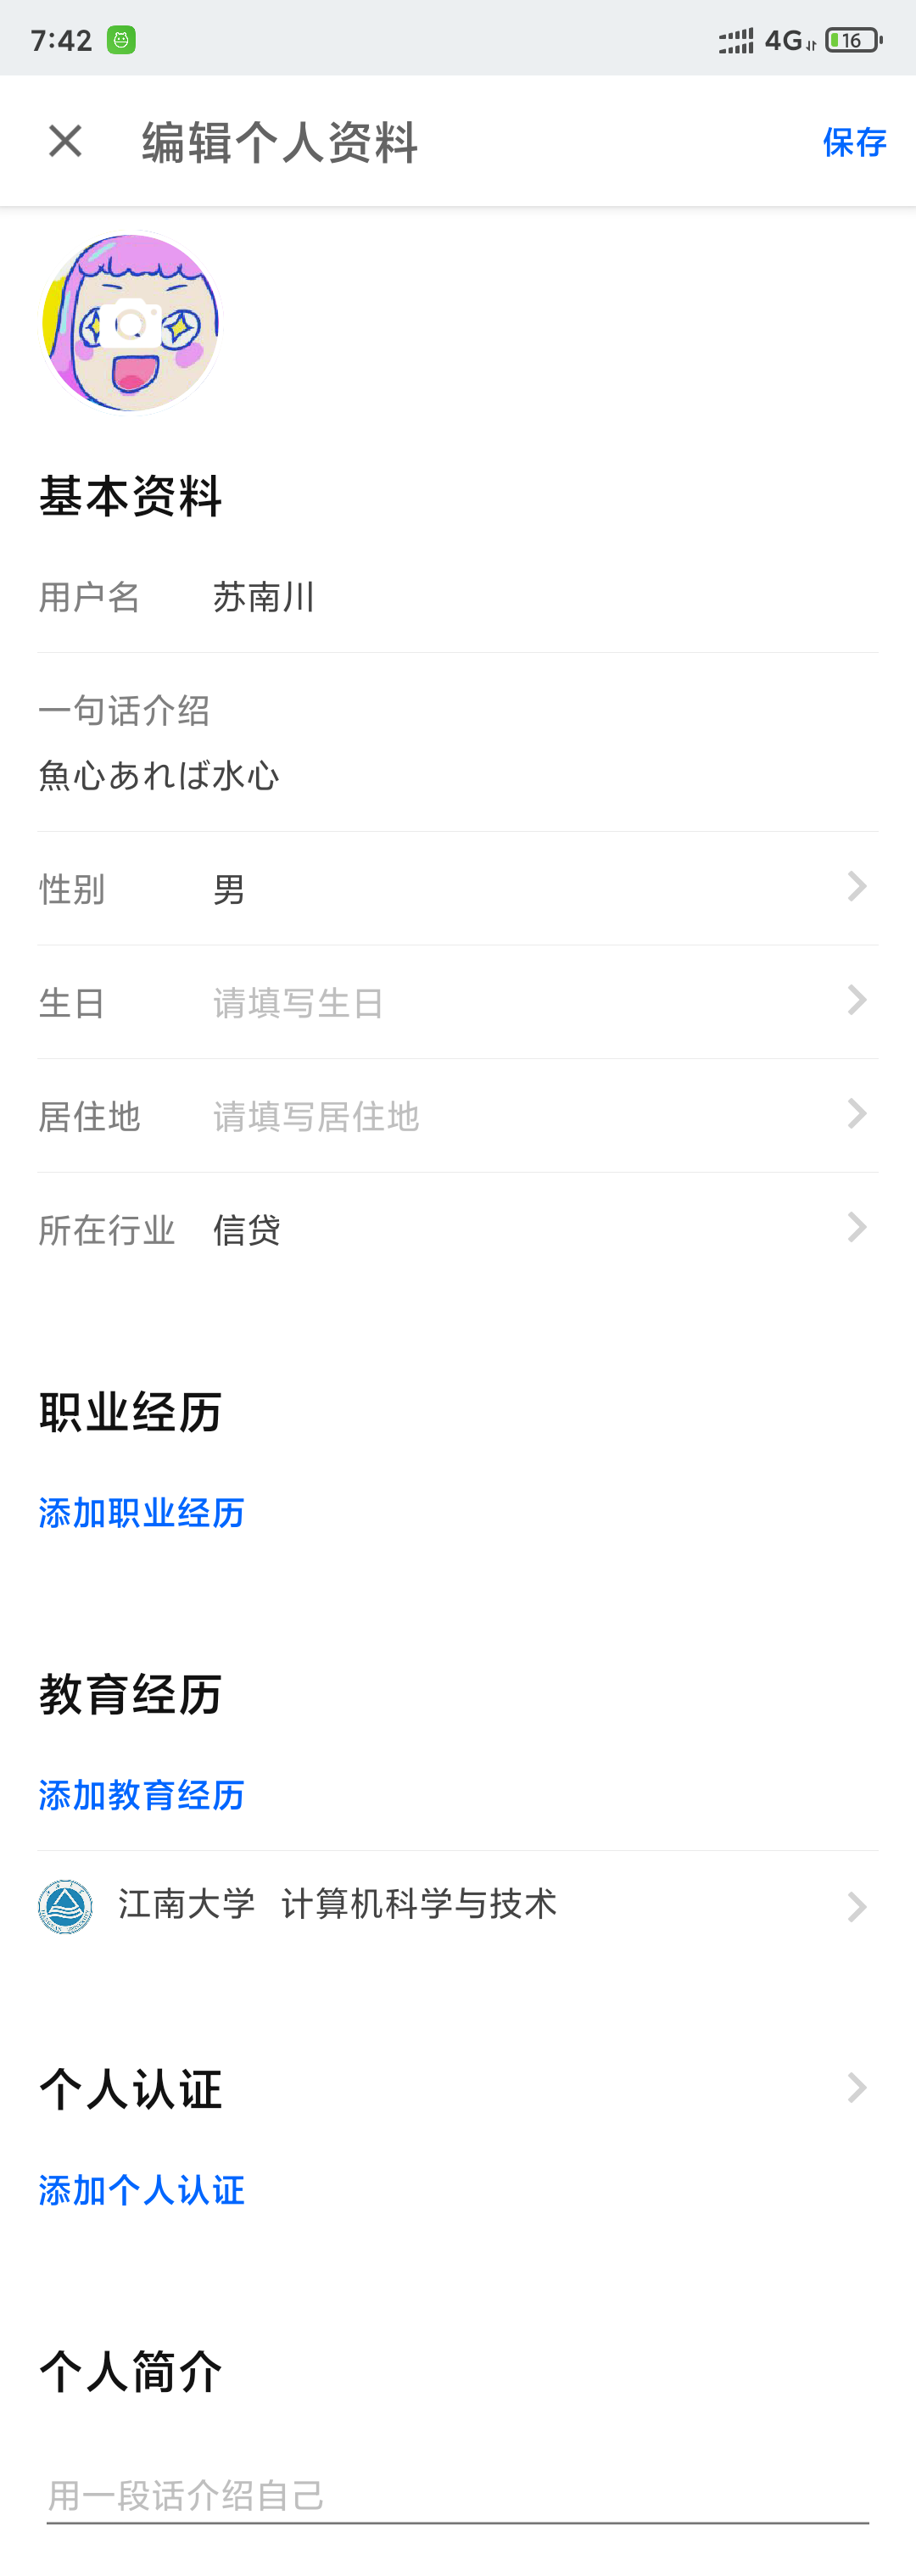 7:42 4G 16
编辑个人资料 保存
基本资料
用户名 苏南川
一句话介绍
魚心あれば水心
性别 男
生日 请填写生日
居住地 请填写居住地
所在行业 信贷
职业经历
添加职业经历
教育经历
添加教育经历
江南大学 计算机科学与技术
个人认证
添加个人认证
个人简介
用一段话介绍自己